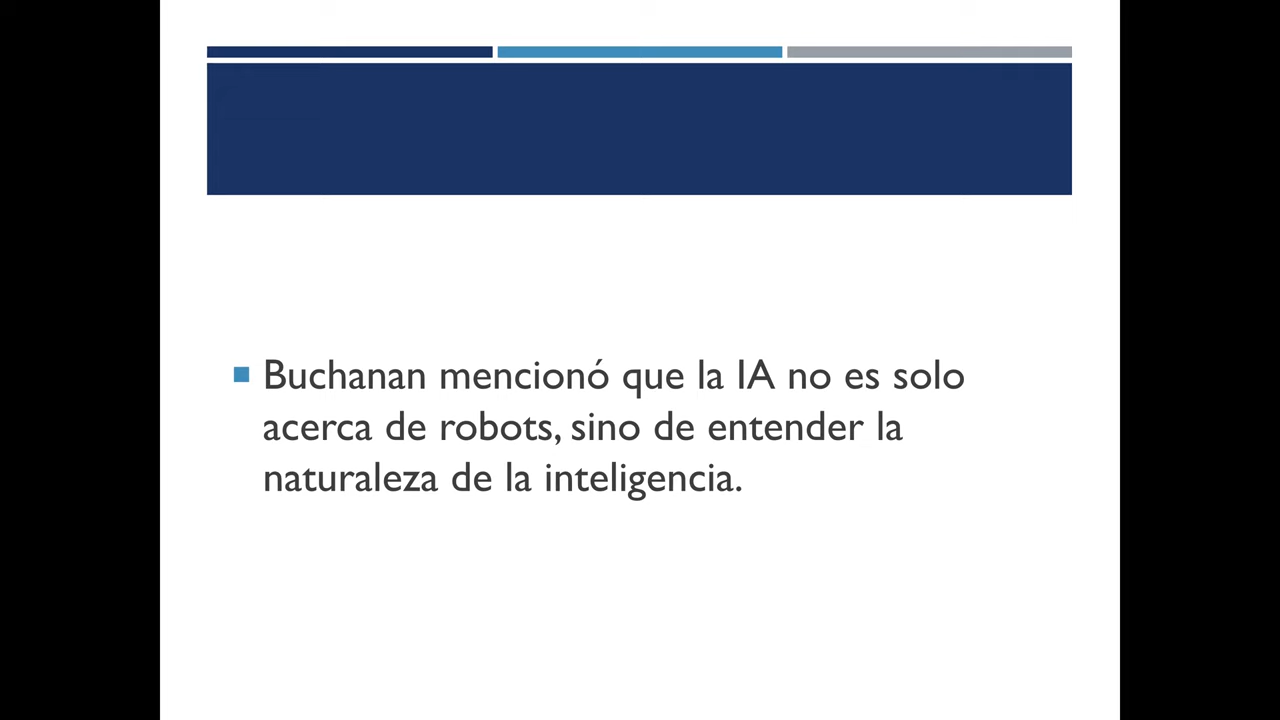 Buchanan mencionó que la IA no es solo
acerca de robots, sino de entender la
naturaleza de la inteligencia.